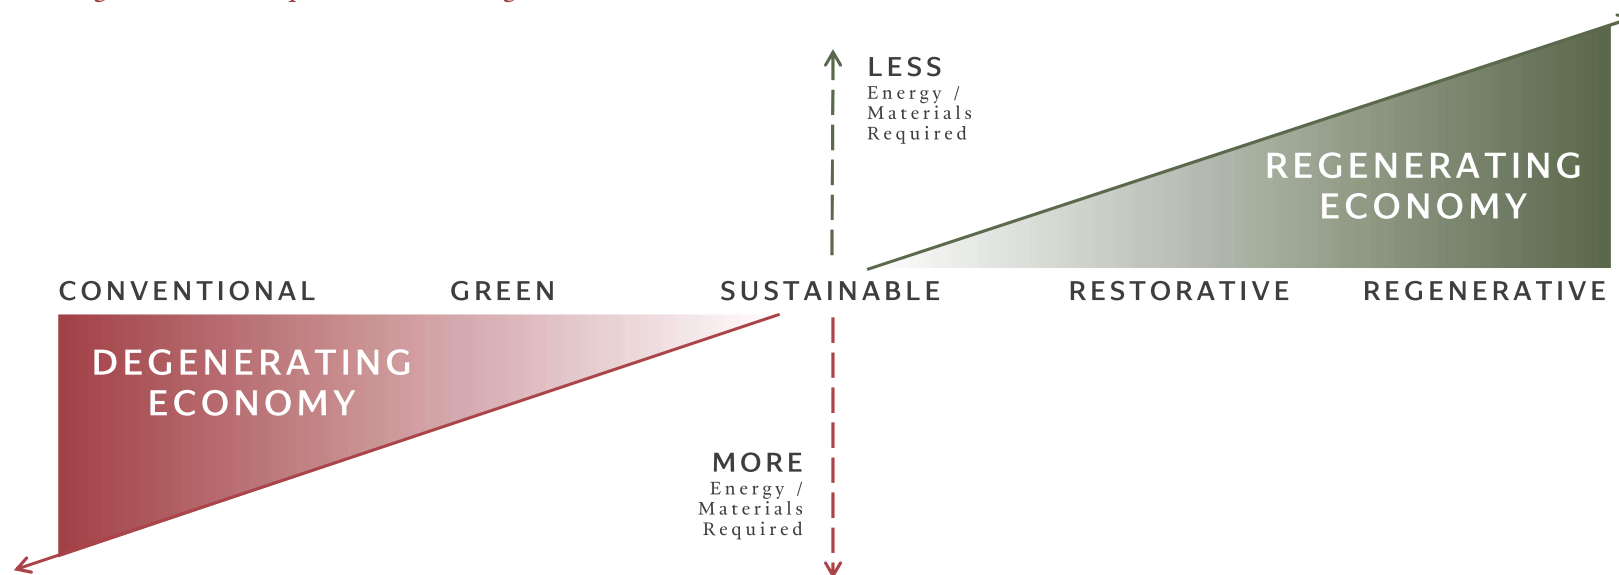 LESS
Energy /
Materials
Required
REGENERATING
ECONOMY
CONVENTIONAL GREEN SUSTAINABLE RESTORATIVE REGENERATIVE
DEGENERATING
ECONOMY
MORE
Energy /
Materials
Required